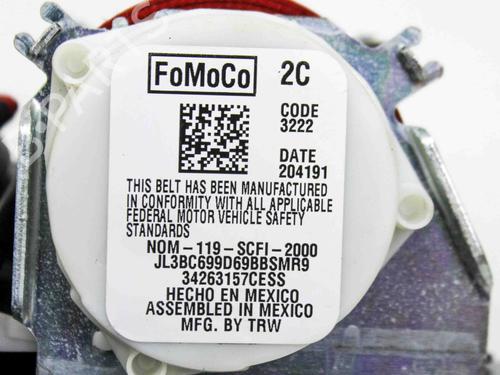 FoMoCo 2C
CODE
3222
DATE
204191
THIS BELT HAS BEEN MANUFACTURED
IN CONFORMITY WITH ALL APPLICABLE
FEDERAL MOTOR VEHICLE SAFETY
STANDARDS
NOM-119-SCFI-2000
JL3BC699D69BBSMR9
34263157CESS
HECHO EN MEXICO
ASSEMBLED IN MEXICO
MFG. BY TRW